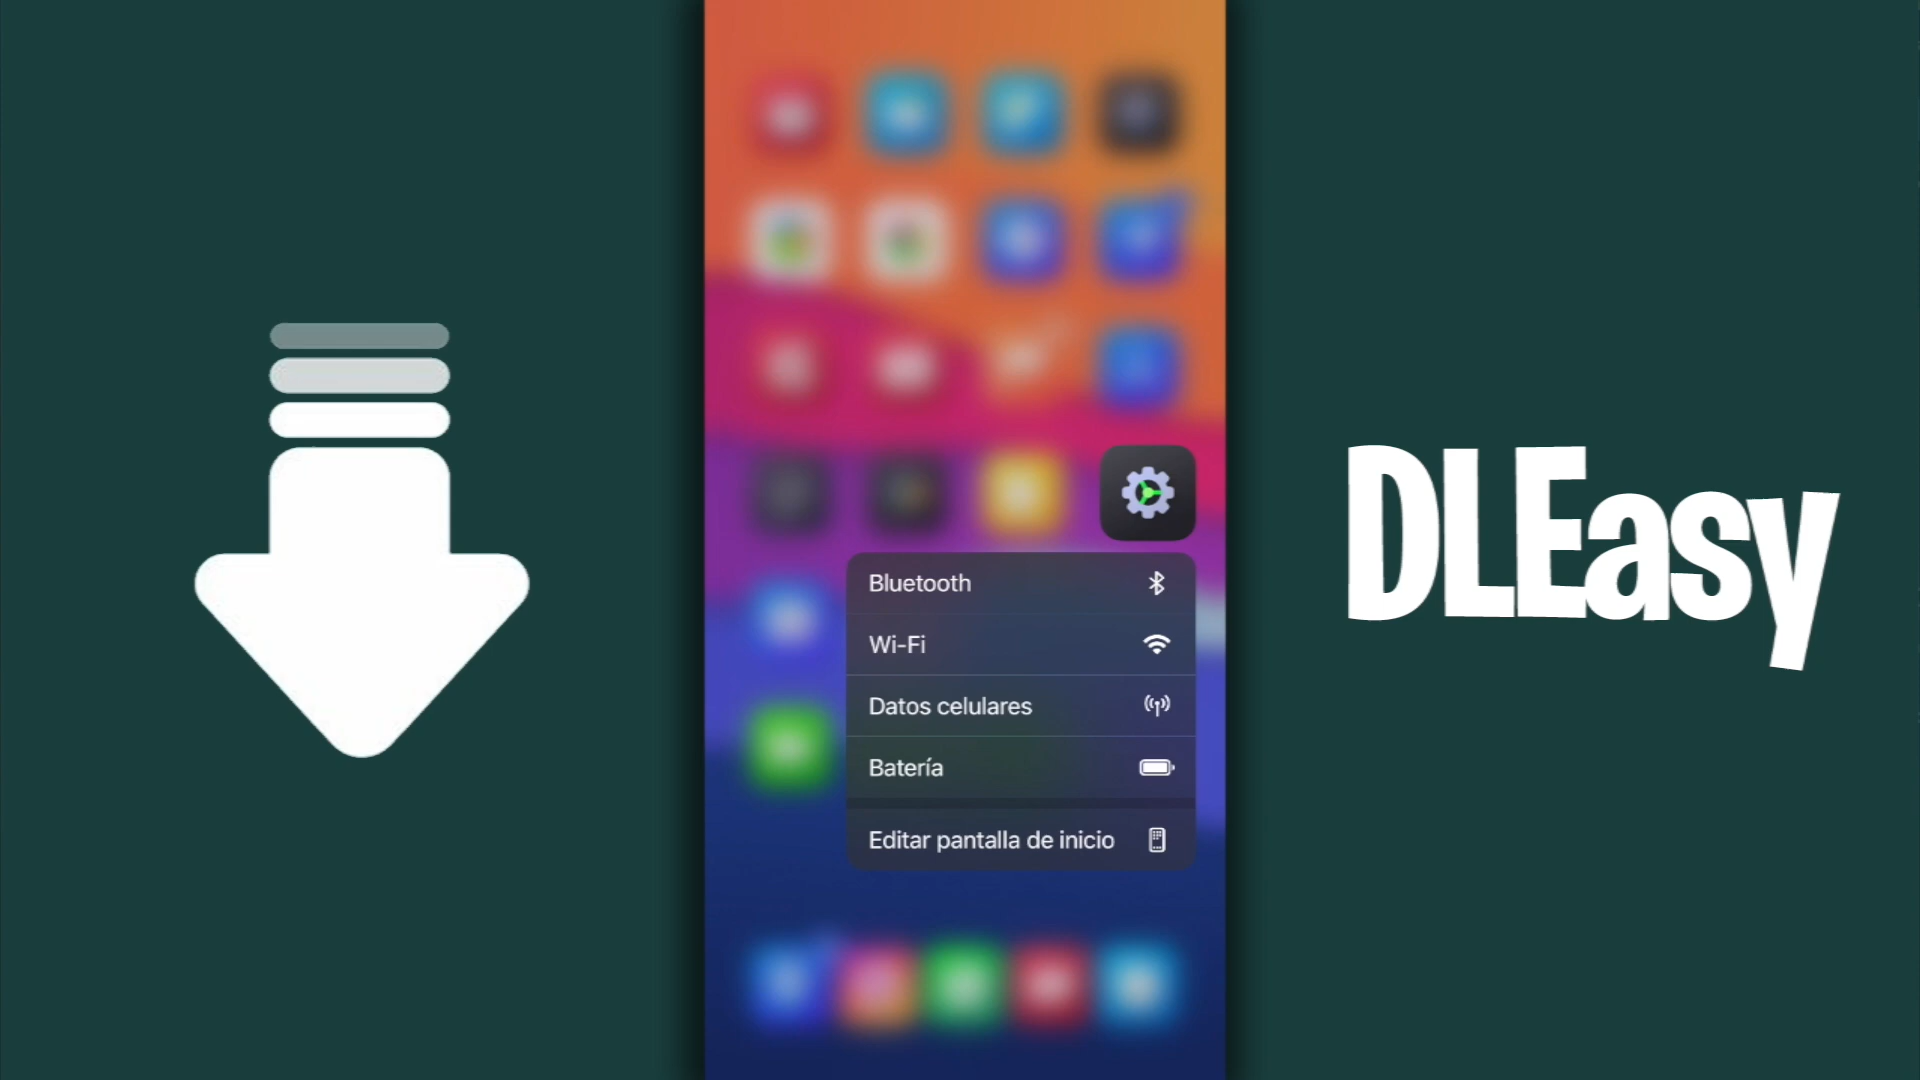 Bluetooth
Wi-Fi
Datos celulares
Batería
Editar pantalla de inicio
DLEasy